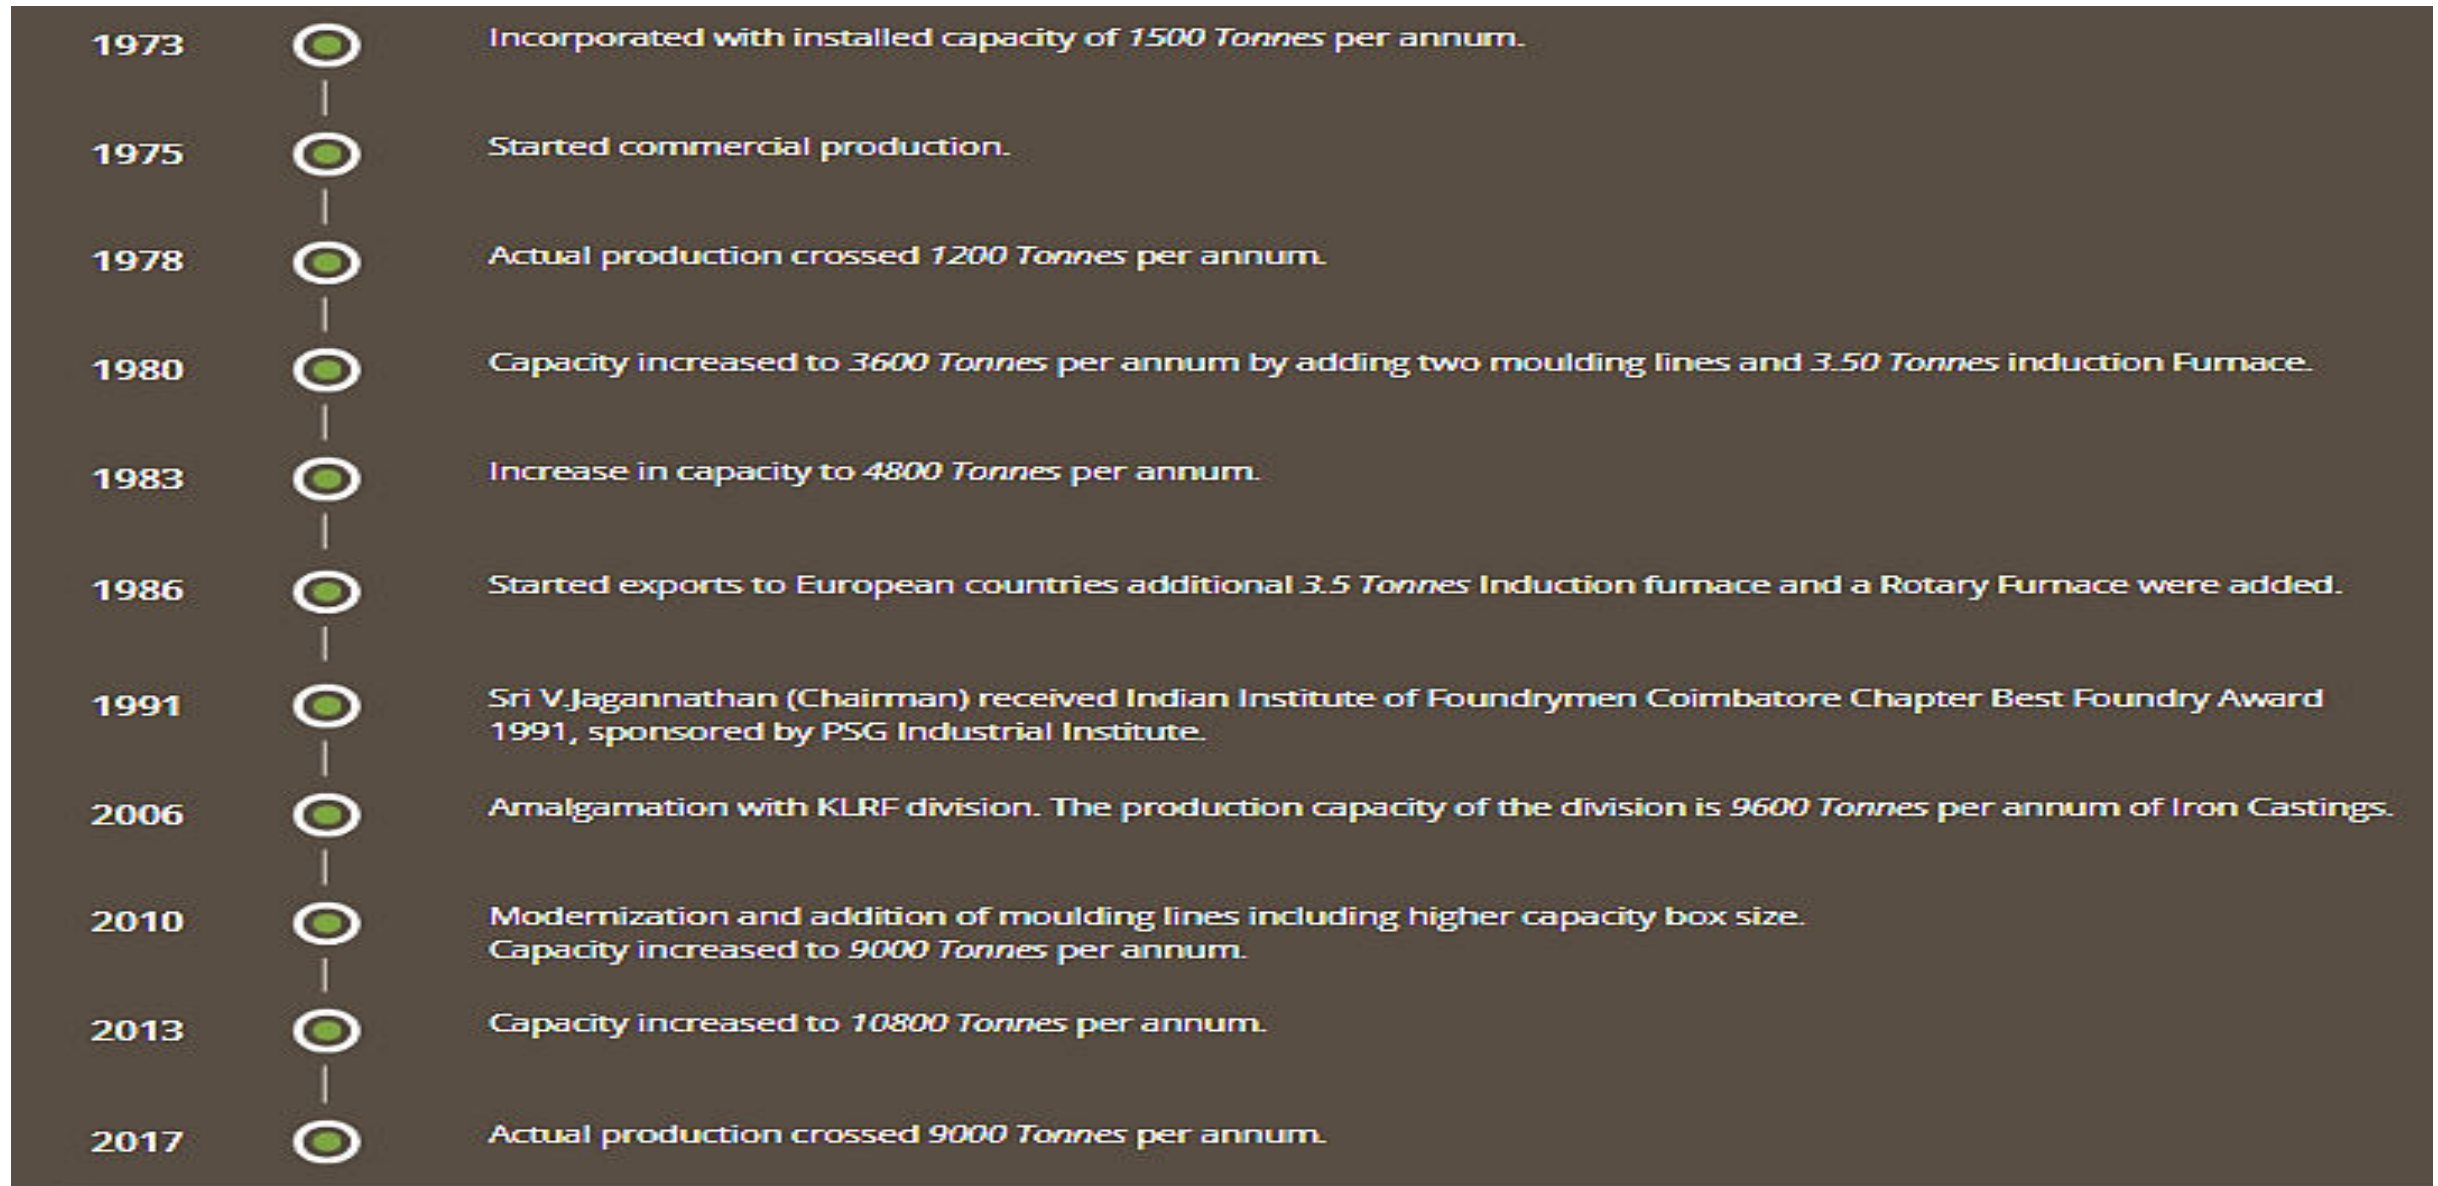 1973 Incorporated with installed capacity of 1500 Tonnes per annum.
1975 Started commercial production.
1978 Actual production crossed 1200 Tonnes per annum.
1980 Capacity increased to 3600 Tonnes per annum by adding two moulding lines and 3.50 Tonnes induction Furnace.
1983 Increase in capacity to 4800 Tonnes per annum.
1986 Started exports to European countries additional 3.5 Tonnes Induction furnace and a Rotary Furnace were added.
1991 Sri V.Jagannathan (Chairman) received Indian Institute of Foundrymen Coimbatore Chapter Best Foundry Award
1991, sponsored by PSG Industrial Institute.
2006 Amalgamation with KLRF division. The production capacity of the division is 9600 Tonnes per annum of Iron Castings.
2010 Modernization and addition of moulding lines including higher capacity box size.
Capacity increased to 9000 Tonnes per annum.
2013 Capacity increased to 10800 Tonnes per annum.
2017 Actual production crossed 9000 Tonnes per annum.